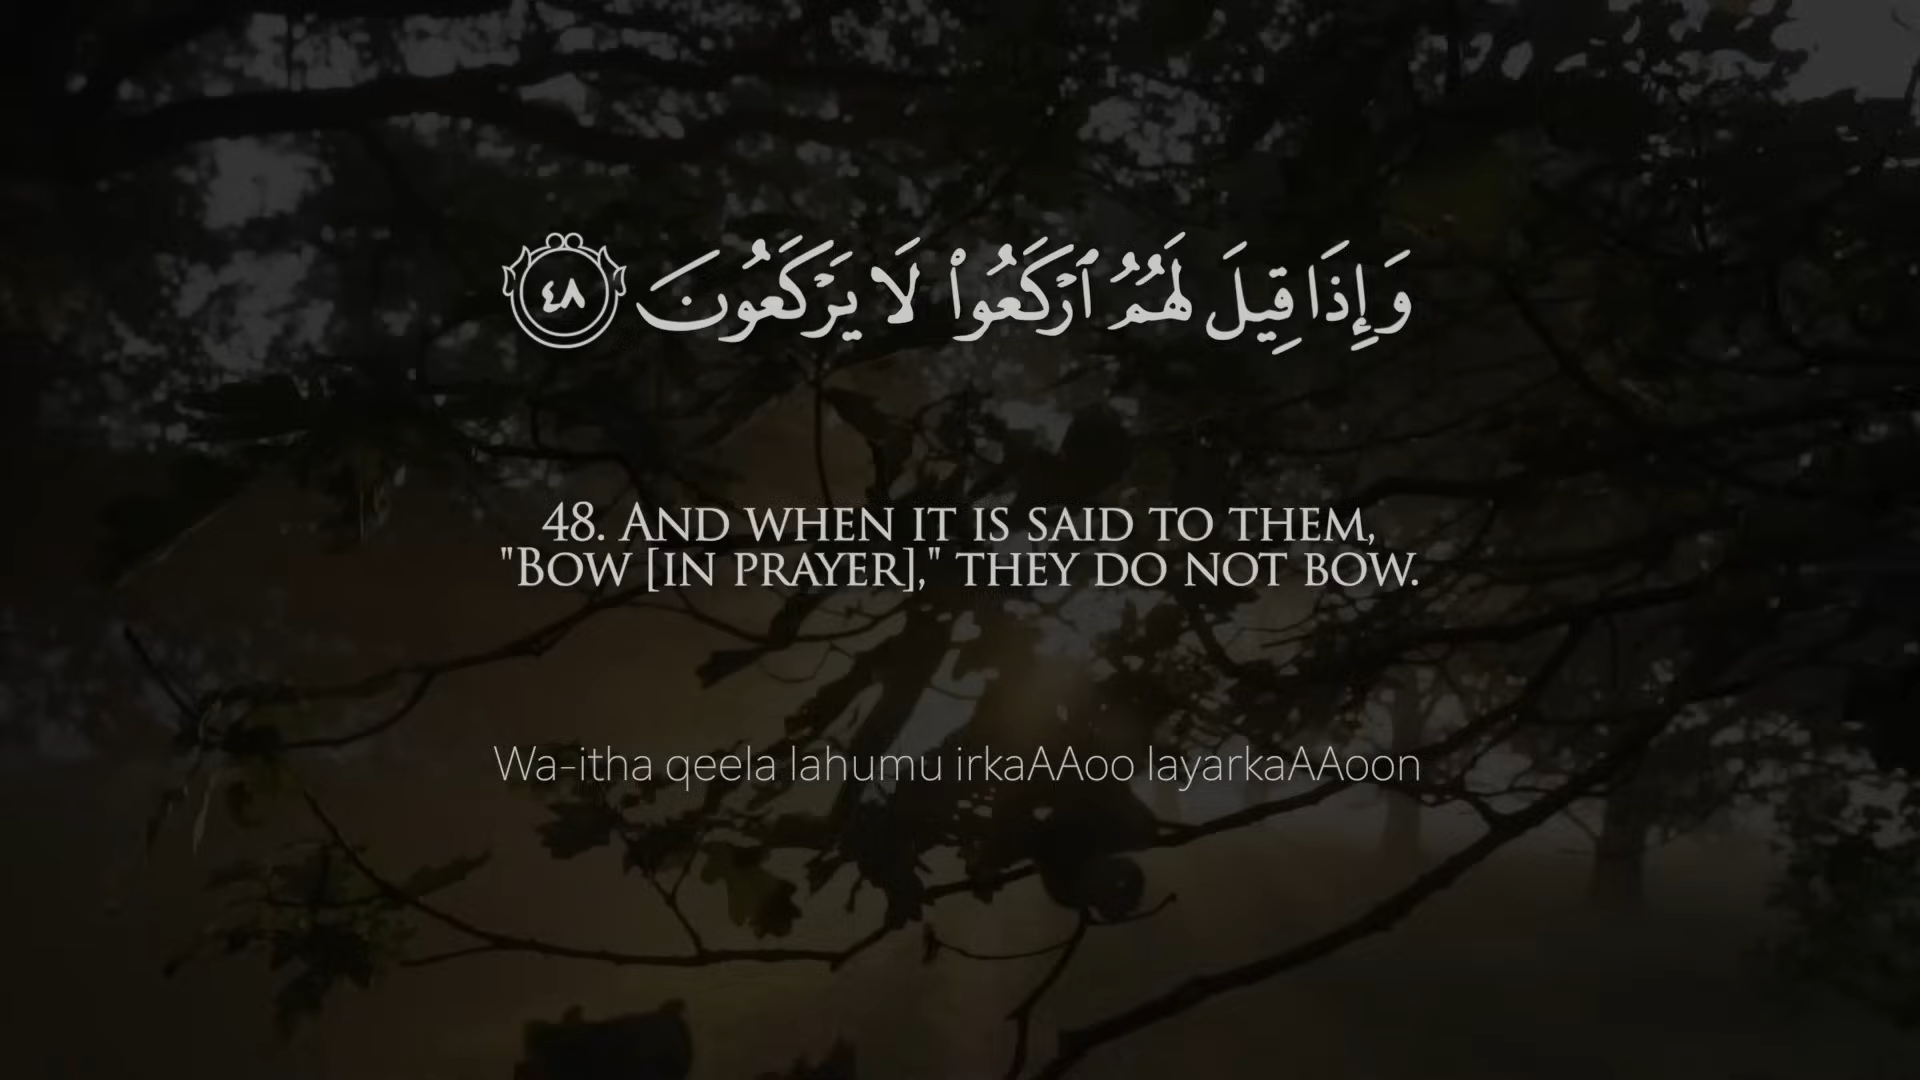 وَإِذَا قِيلَ لَهُمُ ٱرْكَعُوا۟ لَا يَرْكَعُونَ ٤٨
48. And when it is said to them,
"Bow [in prayer]," they do not bow.
Wa-itha qeela lahumu irkaAAoo layarkaAAoon